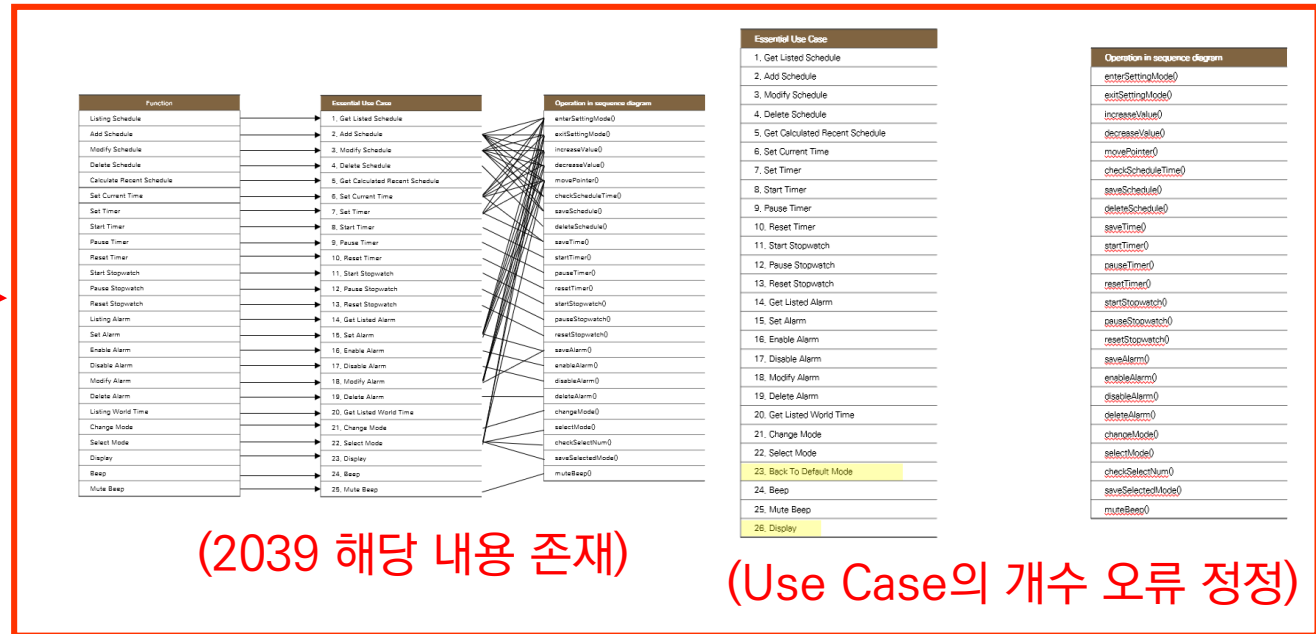 Function
Listing Schedule
Add Schedule
Modify Schedule
Delete Schedule
Calculate Recent Schedule
Set Current Time
Set Timer
Start Timer
Pause Timer
Reset Timer
Start Stopwatch
Pause Stopwatch
Reset Stopwatch
Listing Alarm
Set Alarm
Enable Alarm
Disable Alarm
Modify Alarm
Delete Alarm
Listing World Time
Change Mode
Select Mode
Display
Beep
Mute Beep
Essential Use Case
1. Get Listed Schedule
2. Add Schedule
3. Modify Schedule
4. Delete Schedule
5. Get Calculated Recent Schedule
6. Set Current Time
7. Set Timer
8. Start Timer
9. Pause Timer
10. Reset Timer
11. Start Stopwatch
12. Pause Stopwatch
13. Reset Stopwatch
14. Get Listed Alarm
15. Set Alarm
16. Enable Alarm
17. Disable Alarm
18. Modify Alarm
19. Delete Alarm
20. Get Listed World Time
21. Change Mode
22. Select Mode
23. Display
24. Beep
25. Mute Beep
Operation in sequence diagram
enterSettingMode()
exitSettingMode()
increaseValue()
decreaseValue()
movePointer()
checkScheduleTime()
saveSchedule()
deleteSchedule()
saveTime()
startTimer()
pauseTimer()
resetTimer()
startStopwatch()
pauseStopwatch()
resetStopwatch()
saveAlarm()
enableAlarm()
disableAlarm()
deleteAlarm()
changeMode()
selectMode()
checkSelectNum()
saveSelectedMode()
muteBeep()
(2039 해당 내용 존재)
Essential Use Case
1. Get Listed Schedule
2. Add Schedule
3. Modify Schedule
4. Delete Schedule
5. Get Calculated Recent Schedule
6. Set Current Time
7. Set Timer
8. Start Timer
9. Pause Timer
10. Reset Timer
11. Start Stopwatch
12. Pause Stopwatch
13. Reset Stopwatch
14. Get Listed Alarm
15. Set Alarm
16. Enable Alarm
17. Disable Alarm
18. Modify Alarm
19. Delete Alarm
20. Get Listed World Time
21. Change Mode
22. Select Mode
23. Back To Default Mode
24. Beep
25. Mute Beep
26. Display
Operation in sequence diagram
enterSettingMode()
exitSettingMode()
increaseValue()
decreaseValue()
movePointer()
checkScheduleTime()
saveSchedule()
deleteSchedule()
saveTime()
startTimer()
pauseTimer()
resetTimer()
startStopwatch()
pauseStopwatch()
resetStopwatch()
saveAlarm()
enableAlarm()
disableAlarm()
deleteAlarm()
changeMode()
selectMode()
checkSelectNum()
saveSelectedMode()
muteBeep()
(Use Case의 개수 오류 정정)